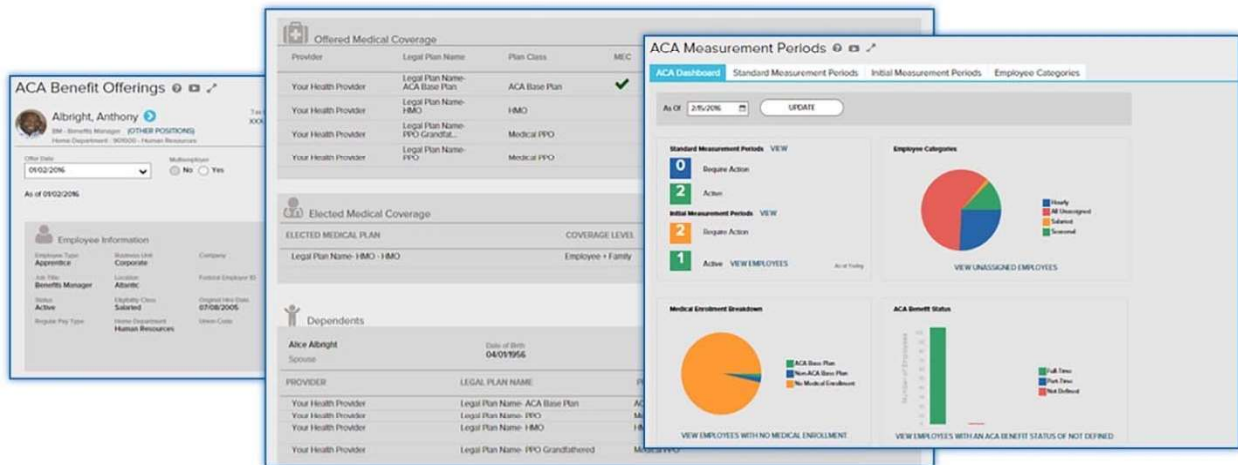 ACA Benefit Offerings
Albright, Anthony
BM - Benefits Manager (OTHER POSITIONS)
Home Department: 901000 - Human Resources
Offer Date
01/02/2016
Multiemployer
No Yes
As of 01/02/2016
Employee Information
Employee Type
Business Unit
Company
Apprentice
Corporate
Job Title
Location
Federal Employer ID
Benefits Manager
Atlantic
Status
Eligibility Class
Original Hire Date
Active
Salaried
07/08/2005
Regular Pay Type
Home Department
Union Code
Human Resources
Offered Medical Coverage
Provider Legal Plan Name Plan Class MEC
Your Health Provider Legal Plan Name- ACA Base Plan ACA Base Plan
Your Health Provider Legal Plan Name- HMO HMO
Your Health Provider Legal Plan Name- PPO Grandfat... Medical PPO
Your Health Provider Legal Plan Name- PPO Medical PPO
Elected Medical Coverage
ELECTED MEDICAL PLAN COVERAGE LEVEL
Legal Plan Name- HMO - HMO Employee + Family
Dependents
Alice Albright
Spouse
Date of Birth
04/01/1956
PROVIDER LEGAL PLAN NAME
Your Health Provider Legal Plan Name- ACA Base Plan
Your Health Provider Legal Plan Name- PPO
Your Health Provider Legal Plan Name- HMO
Your Health Provider Legal Plan Name- PPO Grandfathered Medical PPO
ACA Measurement Periods
ACA Dashboard Standard Measurement Periods Initial Measurement Periods Employee Categories
As Of 2/15/2016 UPDATE
Standard Measurement Periods VIEW
0 Require Action
2 Active
Initial Measurement Periods VIEW
2 Require Action
1 Active VIEW EMPLOYEES As of Today
Employee Categories
Hourly
All Unassigned
Salaried
Seasonal
VIEW UNASSIGNED EMPLOYEES
Medical Enrollment Breakdown
ACA Base Plan
Non-ACA Base Plan
No Medical Enrollment
VIEW EMPLOYEES WITH NO MEDICAL ENROLLMENT
ACA Benefit Status
Number of Employees
Full-Time
Part-Time
Not Defined
VIEW EMPLOYEES WITH AN ACA BENEFIT STATUS OF NOT DEFINED